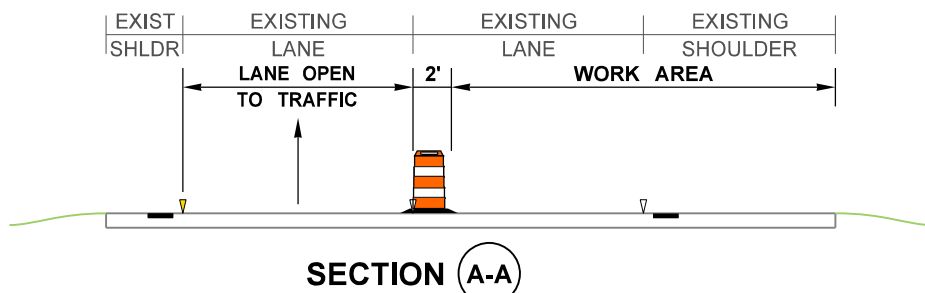 EXIST EXISTING EXISTING EXISTING
SHLDR LANE LANE SHOULDER
LANE OPEN 2' WORK AREA
TO TRAFFIC
SECTION A-A